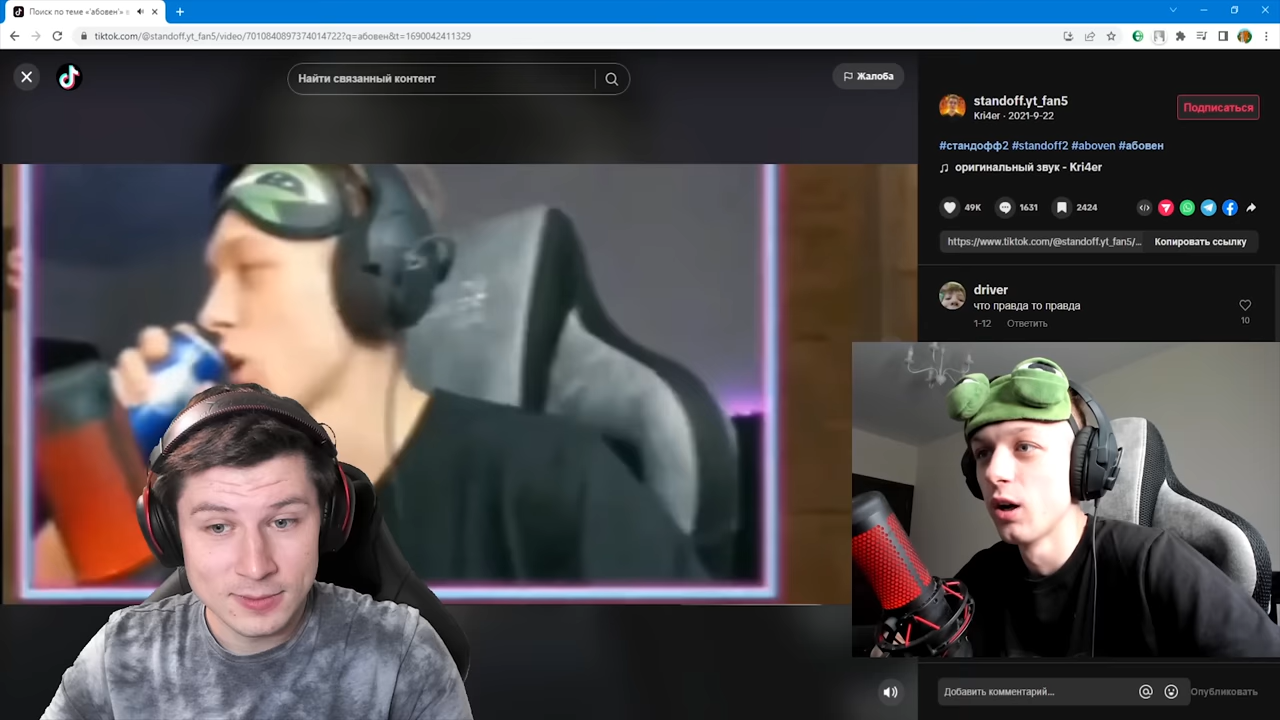 Поиск по теме «'абовен'» в
tiktok.com/@standoff.yt_fan5/video/7010840897374014722?q=абовен&t=1690042411329
Найти связанный контент
Жалоба
standoff.yt_fan5
Kri4er · 2021-9-22
Подписаться
#стандофф2 #standoff2 #aboven #абовен
оригинальный звук - Kri4er
49K 1631 2424
https://www.tiktok.com/@standoff.yt_fan5/...
Копировать ссылку
driver
что правда то правда
1-12 Ответить
10
Добавить комментарий...
Опубликовать